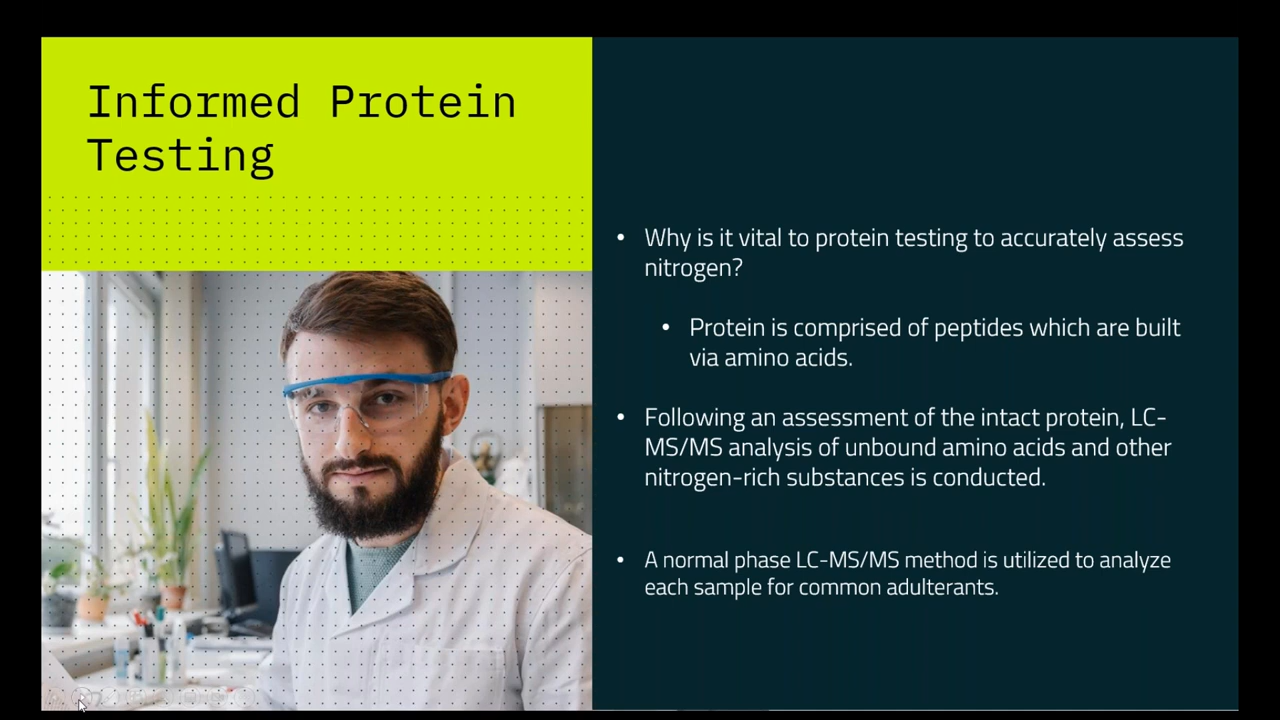 Informed Protein
Testing
• Why is it vital to protein testing to accurately assess
nitrogen?
• Protein is comprised of peptides which are built
via amino acids.
• Following an assessment of the intact protein, LC-
MS/MS analysis of unbound amino acids and other
nitrogen-rich substances is conducted.
• A normal phase LC-MS/MS method is utilized to analyze
each sample for common adulterants.